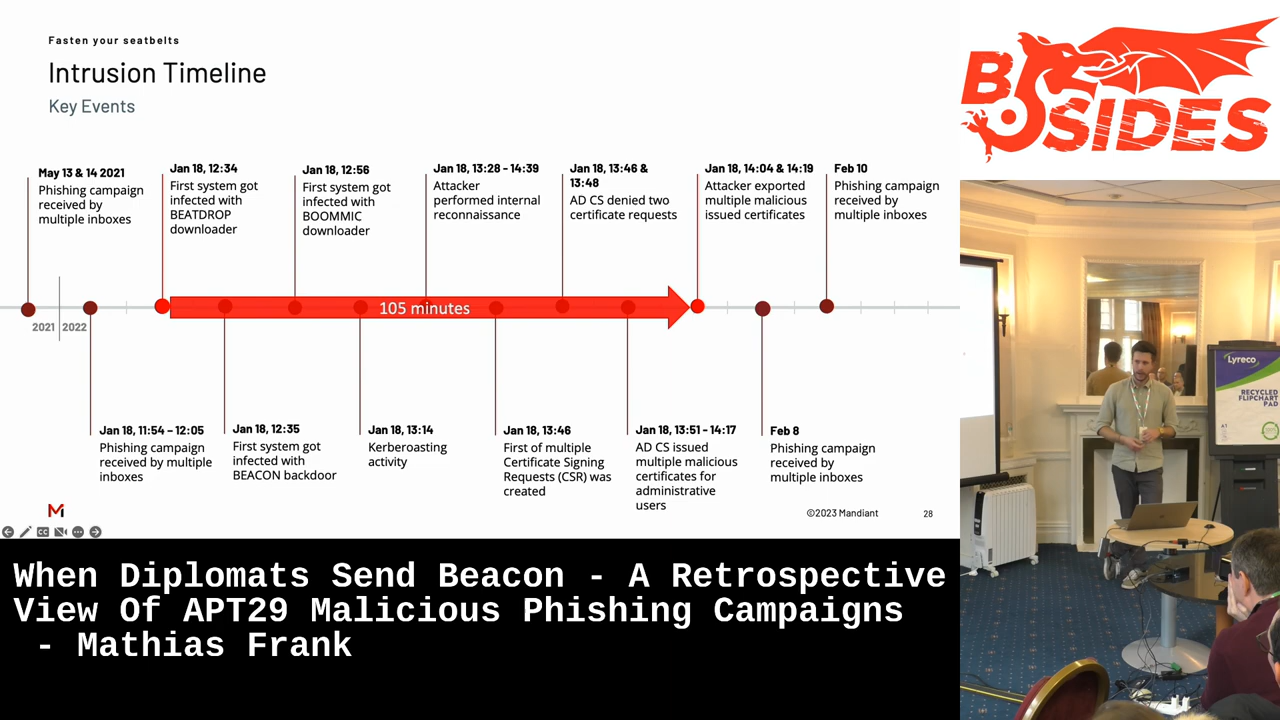 Fasten your seatbelts
Intrusion Timeline
Key Events
May 13 & 14 2021
Phishing campaign
received by
multiple inboxes
Jan 18, 12:34
First system got
infected with
BEATDROP
downloader
Jan 18, 12:56
First system got
infected with
BOOMMIC
downloader
Jan 18, 13:28 - 14:39
Attacker
performed internal
reconnaissance
Jan 18, 13:46 &
13:48
AD CS denied two
certificate requests
Jan 18, 14:04 & 14:19
Attacker exported
multiple malicious
issued certificates
Feb 10
Phishing campaign
received by
multiple inboxes
105 minutes
2021 2022
Jan 18, 11:54 - 12:05
Phishing campaign
received by multiple
inboxes
Jan 18, 12:35
First system got
infected with
BEACON backdoor
Jan 18, 13:14
Kerberoasting
activity
Jan 18, 13:46
First of multiple
Certificate Signing
Requests (CSR) was
created
Jan 18, 13:51 - 14:17
AD CS issued
multiple malicious
certificates for
administrative
users
Feb 8
Phishing campaign
received by
multiple inboxes
©2023 Mandiant
28
When Diplomats Send Beacon - A Retrospective
View Of APT29 Malicious Phishing Campaigns
- Mathias Frank
BSIDES
Lyreco
RECYCLED
FLIPCHART
PAD
A1